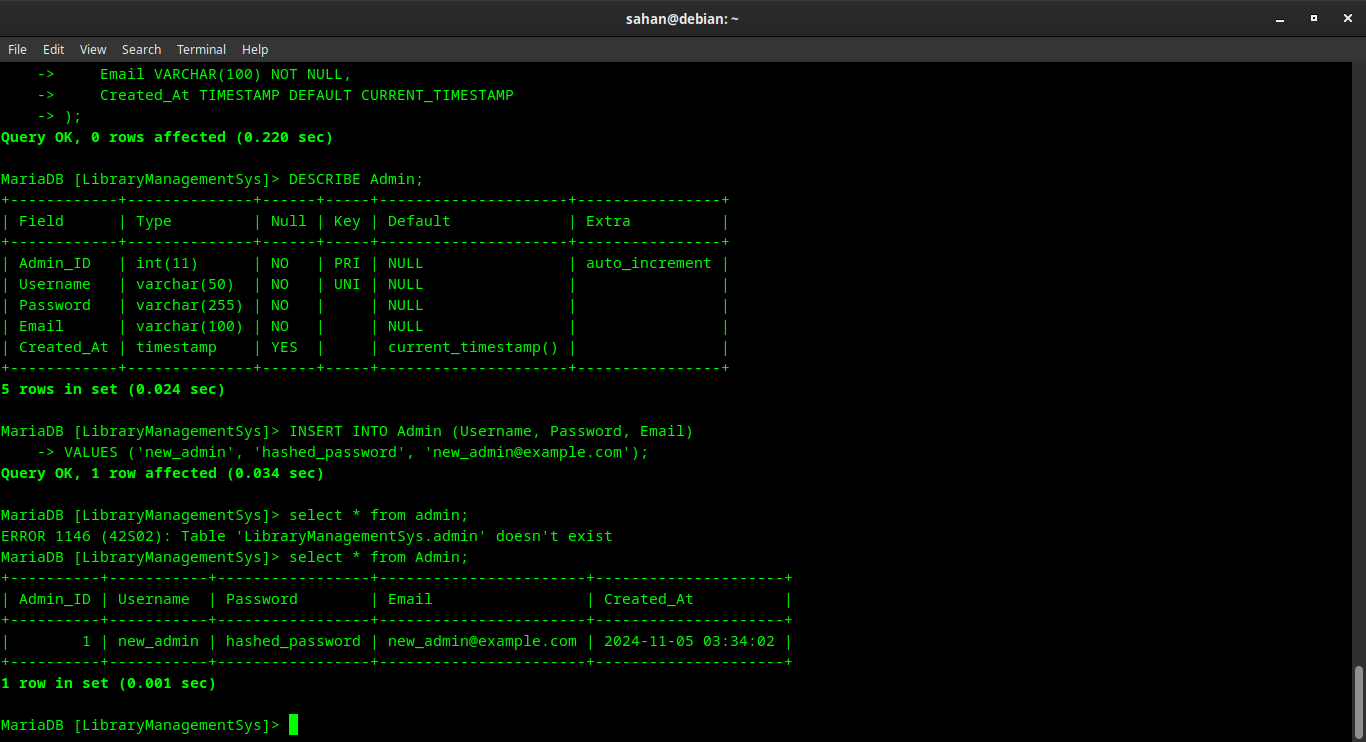 sahan@debian: ~
File Edit View Search Terminal Help
    ->     Email VARCHAR(100) NOT NULL,
    ->     Created_At TIMESTAMP DEFAULT CURRENT_TIMESTAMP
    -> );
Query OK, 0 rows affected (0.220 sec)

MariaDB [LibraryManagementSys]> DESCRIBE Admin;
+------------+--------------+------+-----+---------------------+----------------+
| Field      | Type         | Null | Key | Default             | Extra          |
+------------+--------------+------+-----+---------------------+----------------+
| Admin_ID   | int(11)      | NO   | PRI | NULL                | auto_increment |
| Username   | varchar(50)  | NO   | UNI | NULL                |                |
| Password   | varchar(255) | NO   |     | NULL                |                |
| Email      | varchar(100) | NO   |     | NULL                |                |
| Created_At | timestamp    | YES  |     | current_timestamp() |                |
+------------+--------------+------+-----+---------------------+----------------+
5 rows in set (0.024 sec)

MariaDB [LibraryManagementSys]> INSERT INTO Admin (Username, Password, Email)
    -> VALUES ('new_admin', 'hashed_password', 'new_admin@example.com');
Query OK, 1 row affected (0.034 sec)

MariaDB [LibraryManagementSys]> select * from admin;
ERROR 1146 (42S02): Table 'LibraryManagementSys.admin' doesn't exist
MariaDB [LibraryManagementSys]> select * from Admin;
+----------+-----------+-----------------+-----------------------+---------------------+
| Admin_ID | Username  | Password        | Email                 | Created_At          |
+----------+-----------+-----------------+-----------------------+---------------------+
|        1 | new_admin | hashed_password | new_admin@example.com | 2024-11-05 03:34:02 |
+----------+-----------+-----------------+-----------------------+---------------------+
1 row in set (0.001 sec)

MariaDB [LibraryManagementSys]>